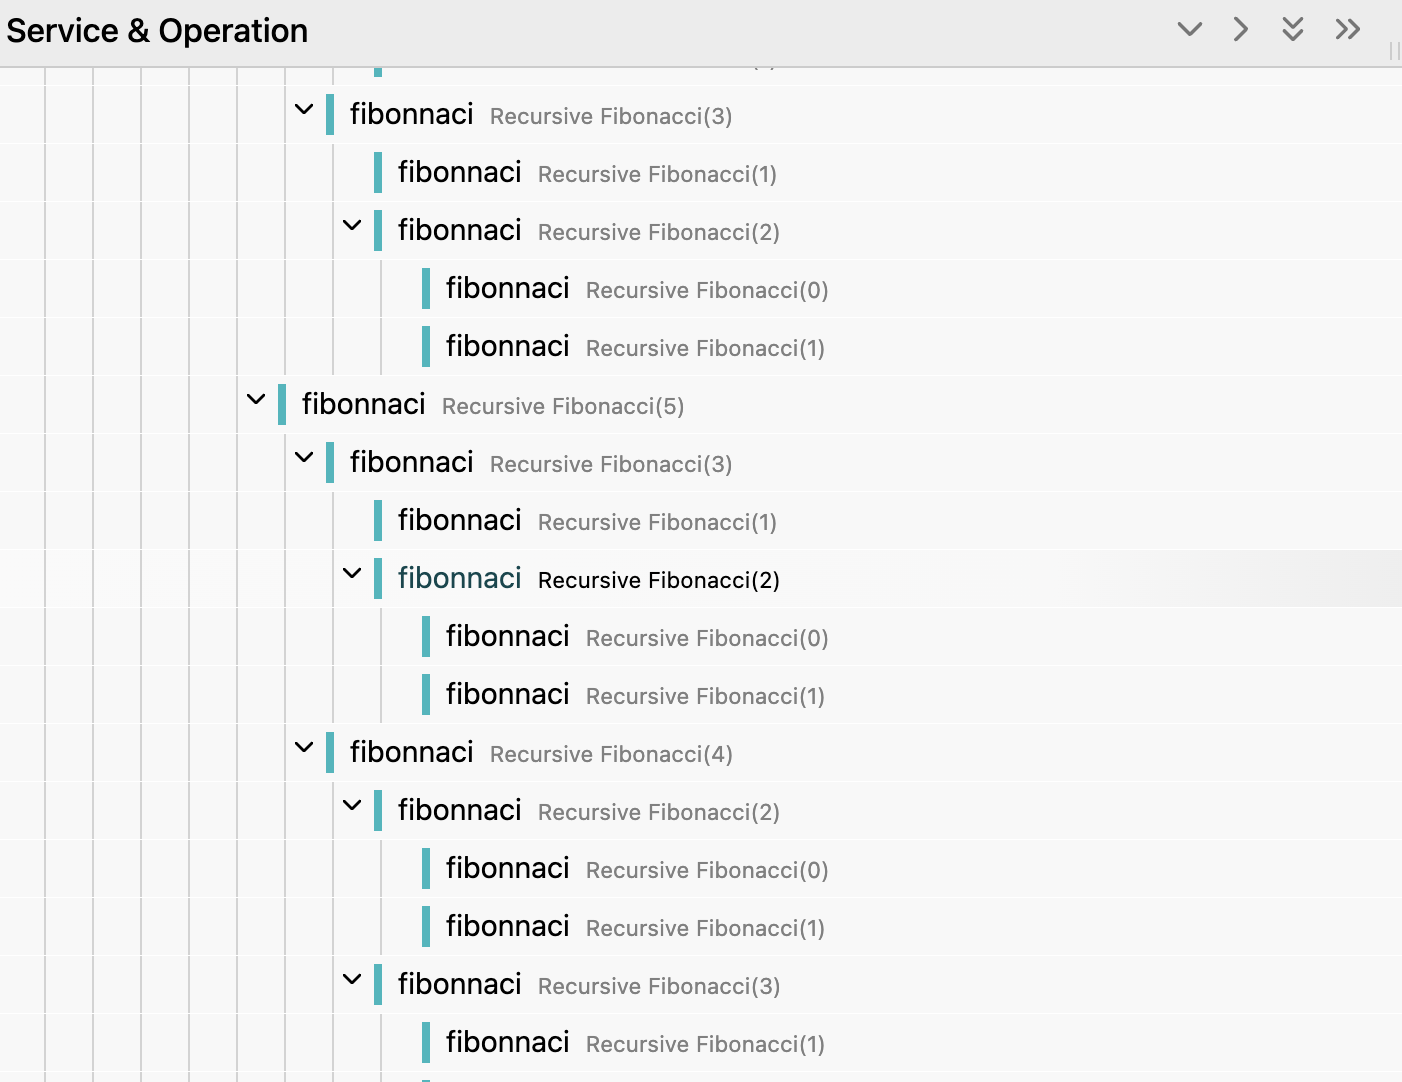 Service & Operation
fibonnaci Recursive Fibonacci(3)
fibonnaci Recursive Fibonacci(1)
fibonnaci Recursive Fibonacci(2)
fibonnaci Recursive Fibonacci(0)
fibonnaci Recursive Fibonacci(1)
fibonnaci Recursive Fibonacci(5)
fibonnaci Recursive Fibonacci(3)
fibonnaci Recursive Fibonacci(1)
fibonnaci Recursive Fibonacci(2)
fibonnaci Recursive Fibonacci(0)
fibonnaci Recursive Fibonacci(1)
fibonnaci Recursive Fibonacci(4)
fibonnaci Recursive Fibonacci(2)
fibonnaci Recursive Fibonacci(0)
fibonnaci Recursive Fibonacci(1)
fibonnaci Recursive Fibonacci(3)
fibonnaci Recursive Fibonacci(1)